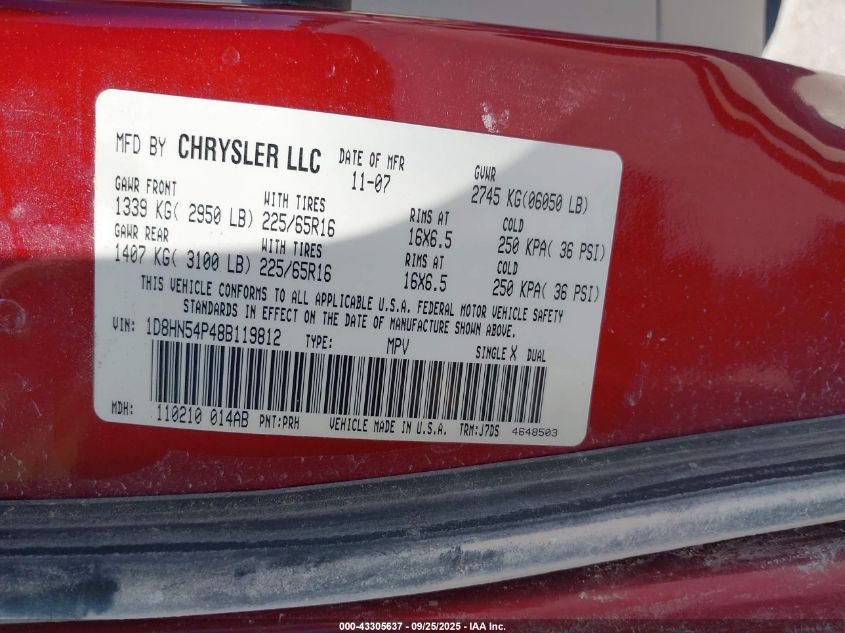 MFD BY CHRYSLER LLC DATE OF MFR 11-07 GVWR 2745 KG(06050 LB)
GAWR FRONT WITH TIRES RIMS AT COLD
1339 KG( 2950 LB) 225/65R16 16X6.5 250 KPA( 36 PSI)
GAWR REAR WITH TIRES RIMS AT COLD
1407 KG( 3100 LB) 225/65R16 16X6.5 250 KPA( 36 PSI)
THIS VEHICLE CONFORMS TO ALL APPLICABLE U.S.A. FEDERAL MOTOR VEHICLE SAFETY
STANDARDS IN EFFECT ON THE DATE OF MANUFACTURE SHOWN ABOVE.
VIN: 1D8HN54P48B119812 TYPE: MPV SINGLE X DUAL
MDH: 110210 014AB PNT:PRH VEHICLE MADE IN U.S.A. TRM:J7DS 4648503
000-43305637 - 09/25/2025 - IAA Inc.